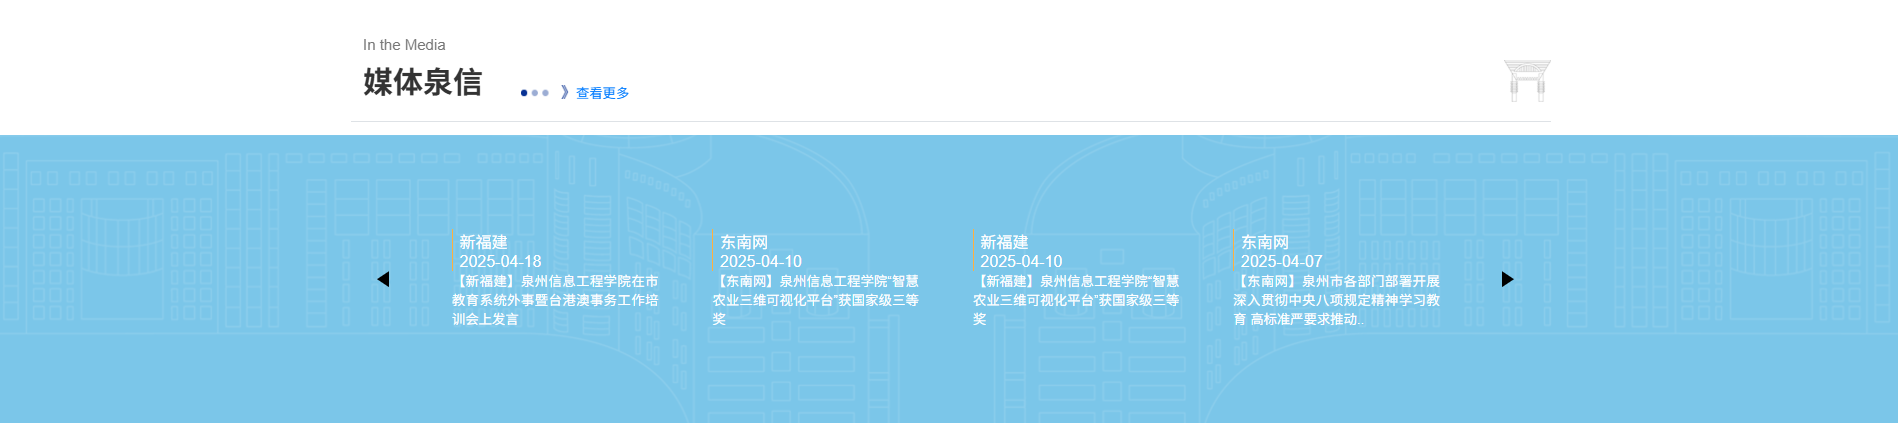 In the Media
媒体泉信
》查看更多
新福建
2025-04-18
【新福建】泉州信息工程学院在市
教育系统外事暨台港澳事务工作培
训会上发言
东南网
2025-04-10
【东南网】泉州信息工程学院“智慧
农业三维可视化平台”获国家级三等
奖
新福建
2025-04-10
【新福建】泉州信息工程学院“智慧
农业三维可视化平台”获国家级三等
奖
东南网
2025-04-07
【东南网】泉州市各部门部署开展
深入贯彻中央八项规定精神学习教
育 高标准严要求推动..